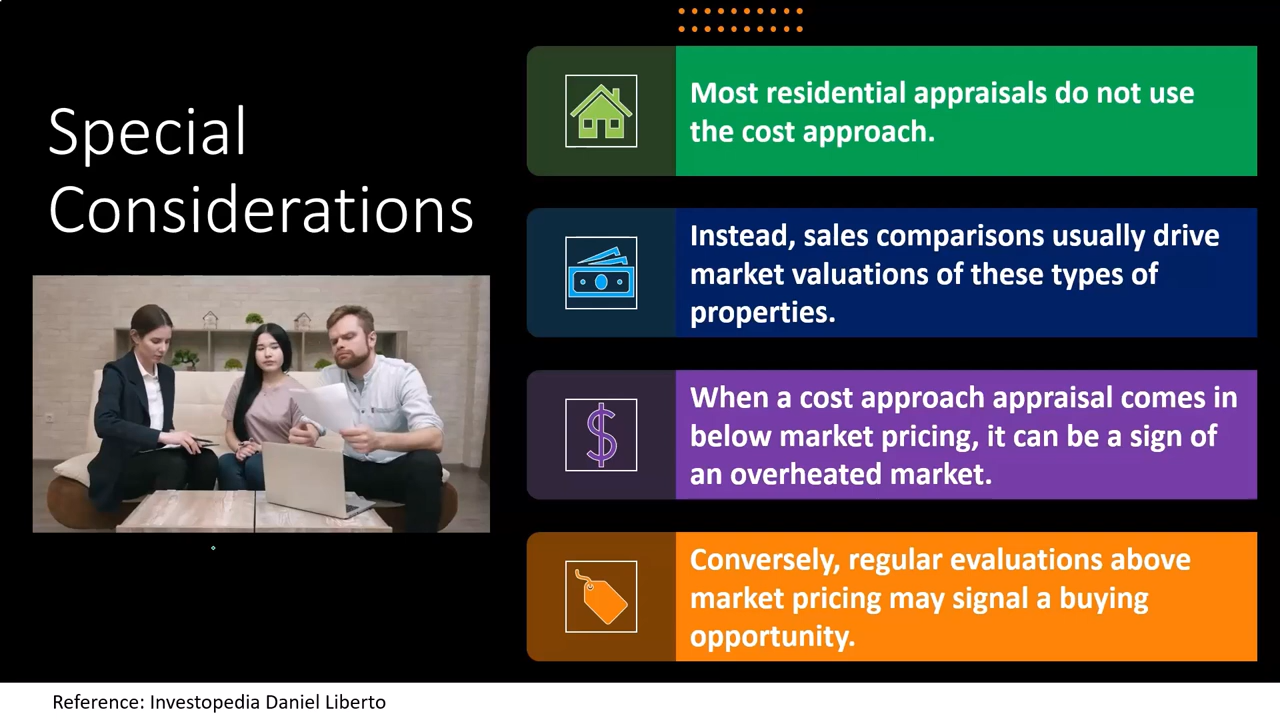 Special
Considerations
Most residential appraisals do not use
the cost approach.
Instead, sales comparisons usually drive
market valuations of these types of
properties.
When a cost approach appraisal comes in
below market pricing, it can be a sign of
an overheated market.
Conversely, regular evaluations above
market pricing may signal a buying
opportunity.
Reference: Investopedia Daniel Liberto